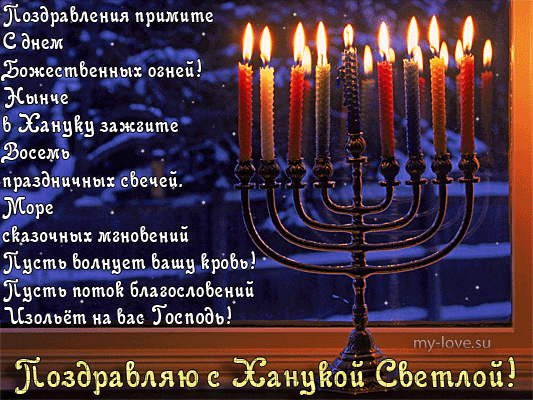 Поздравления примите
С днем
Божественных огней!
Нынче
в Хануку зажгите
Восемь
праздничных свечей.
Море
сказочных мгновений
Пусть волнует вашу кровь!
Пусть поток благословений
Изольёт на вас Господь!
my-love.su
Поздравляю с Ханукой Светлой!